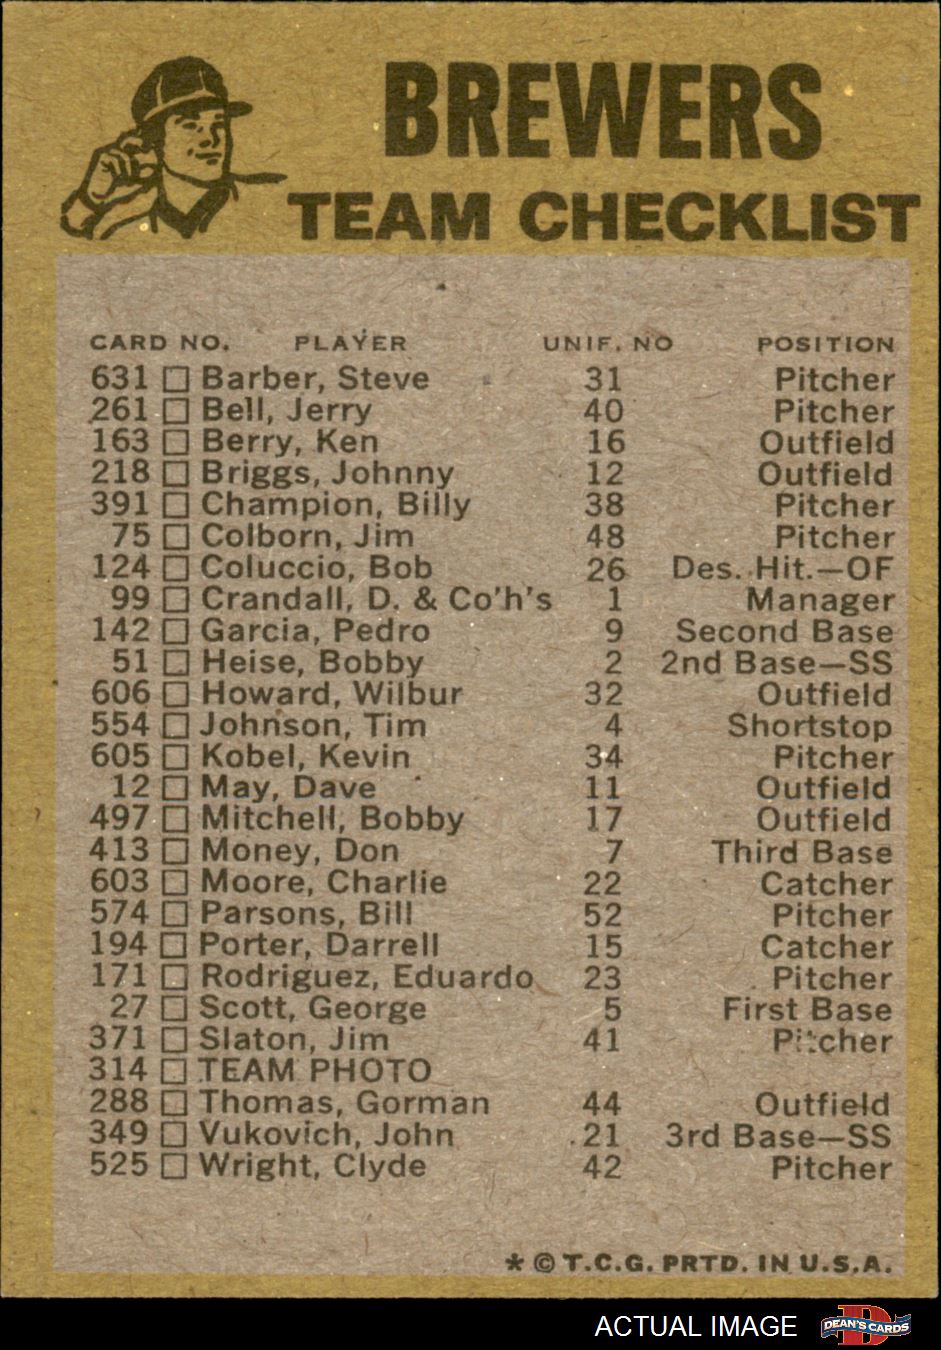 BREWERS
TEAM CHECKLIST
CARD NO. PLAYER UNIF. NO POSITION
631 Barber, Steve 31 Pitcher
261 Bell, Jerry 40 Pitcher
163 Berry, Ken 16 Outfield
218 Briggs, Johnny 12 Outfield
391 Champion, Billy 38 Pitcher
75 Colborn, Jim 48 Pitcher
124 Coluccio, Bob 26 Des. Hit.—OF
99 Crandall, D. & Co'h's 1 Manager
142 Garcia, Pedro 9 Second Base
51 Heise, Bobby 2 2nd Base—SS
606 Howard, Wilbur 32 Outfield
554 Johnson, Tim 4 Shortstop
605 Kobel, Kevin 34 Pitcher
12 May, Dave 11 Outfield
497 Mitchell, Bobby 17 Outfield
413 Money, Don 7 Third Base
603 Moore, Charlie 22 Catcher
574 Parsons, Bill 52 Pitcher
194 Porter, Darrell 15 Catcher
171 Rodriguez, Eduardo 23 Pitcher
27 Scott, George 5 First Base
371 Slaton, Jim 41 Pitcher
314 TEAM PHOTO
288 Thomas, Gorman 44 Outfield
349 Vukovich, John 21 3rd Base—SS
525 Wright, Clyde 42 Pitcher
* © T.C.G. PRTD. IN U.S.A.
ACTUAL IMAGE DEAN'S CARDS